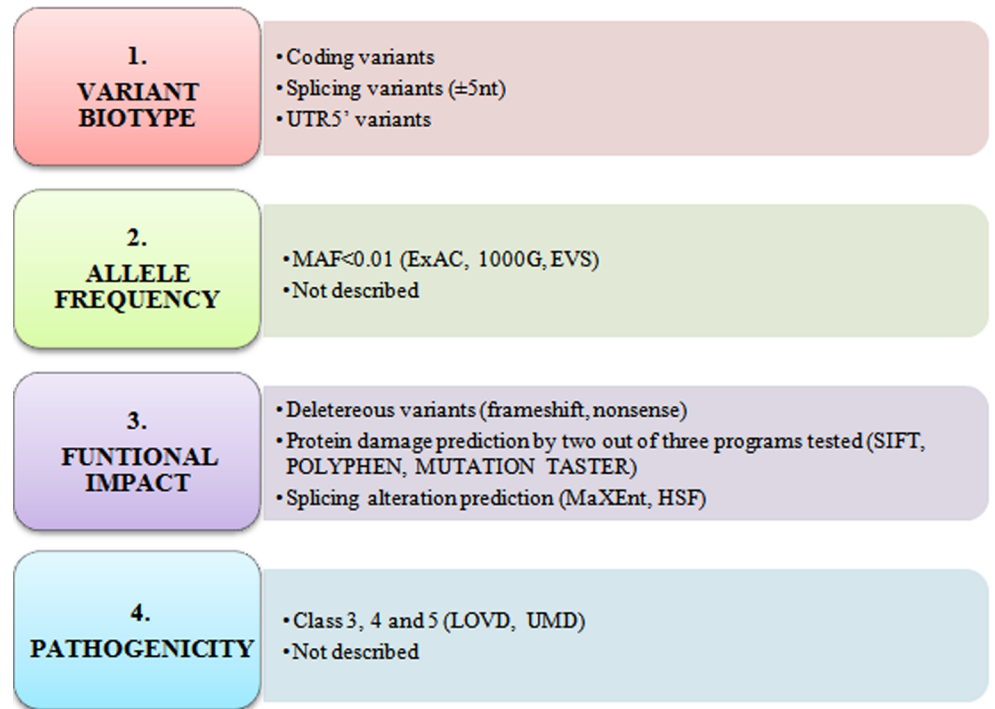 1.
VARIANT
BIOTYPE
•Coding variants
•Splicing variants (±5nt)
•UTR5’ variants
2.
ALLELE
FREQUENCY
•MAF<0.01 (ExAC, 1000G, EVS)
•Not described
3.
FUNTIONAL
IMPACT
•Deletereous variants (frameshift, nonsense)
•Protein damage prediction by two out of three programs tested (SIFT,
POLYPHEN, MUTATION TASTER)
•Splicing alteration prediction (MaXEnt, HSF)
4.
PATHOGENICITY
•Class 3, 4 and 5 (LOVD, UMD)
•Not described